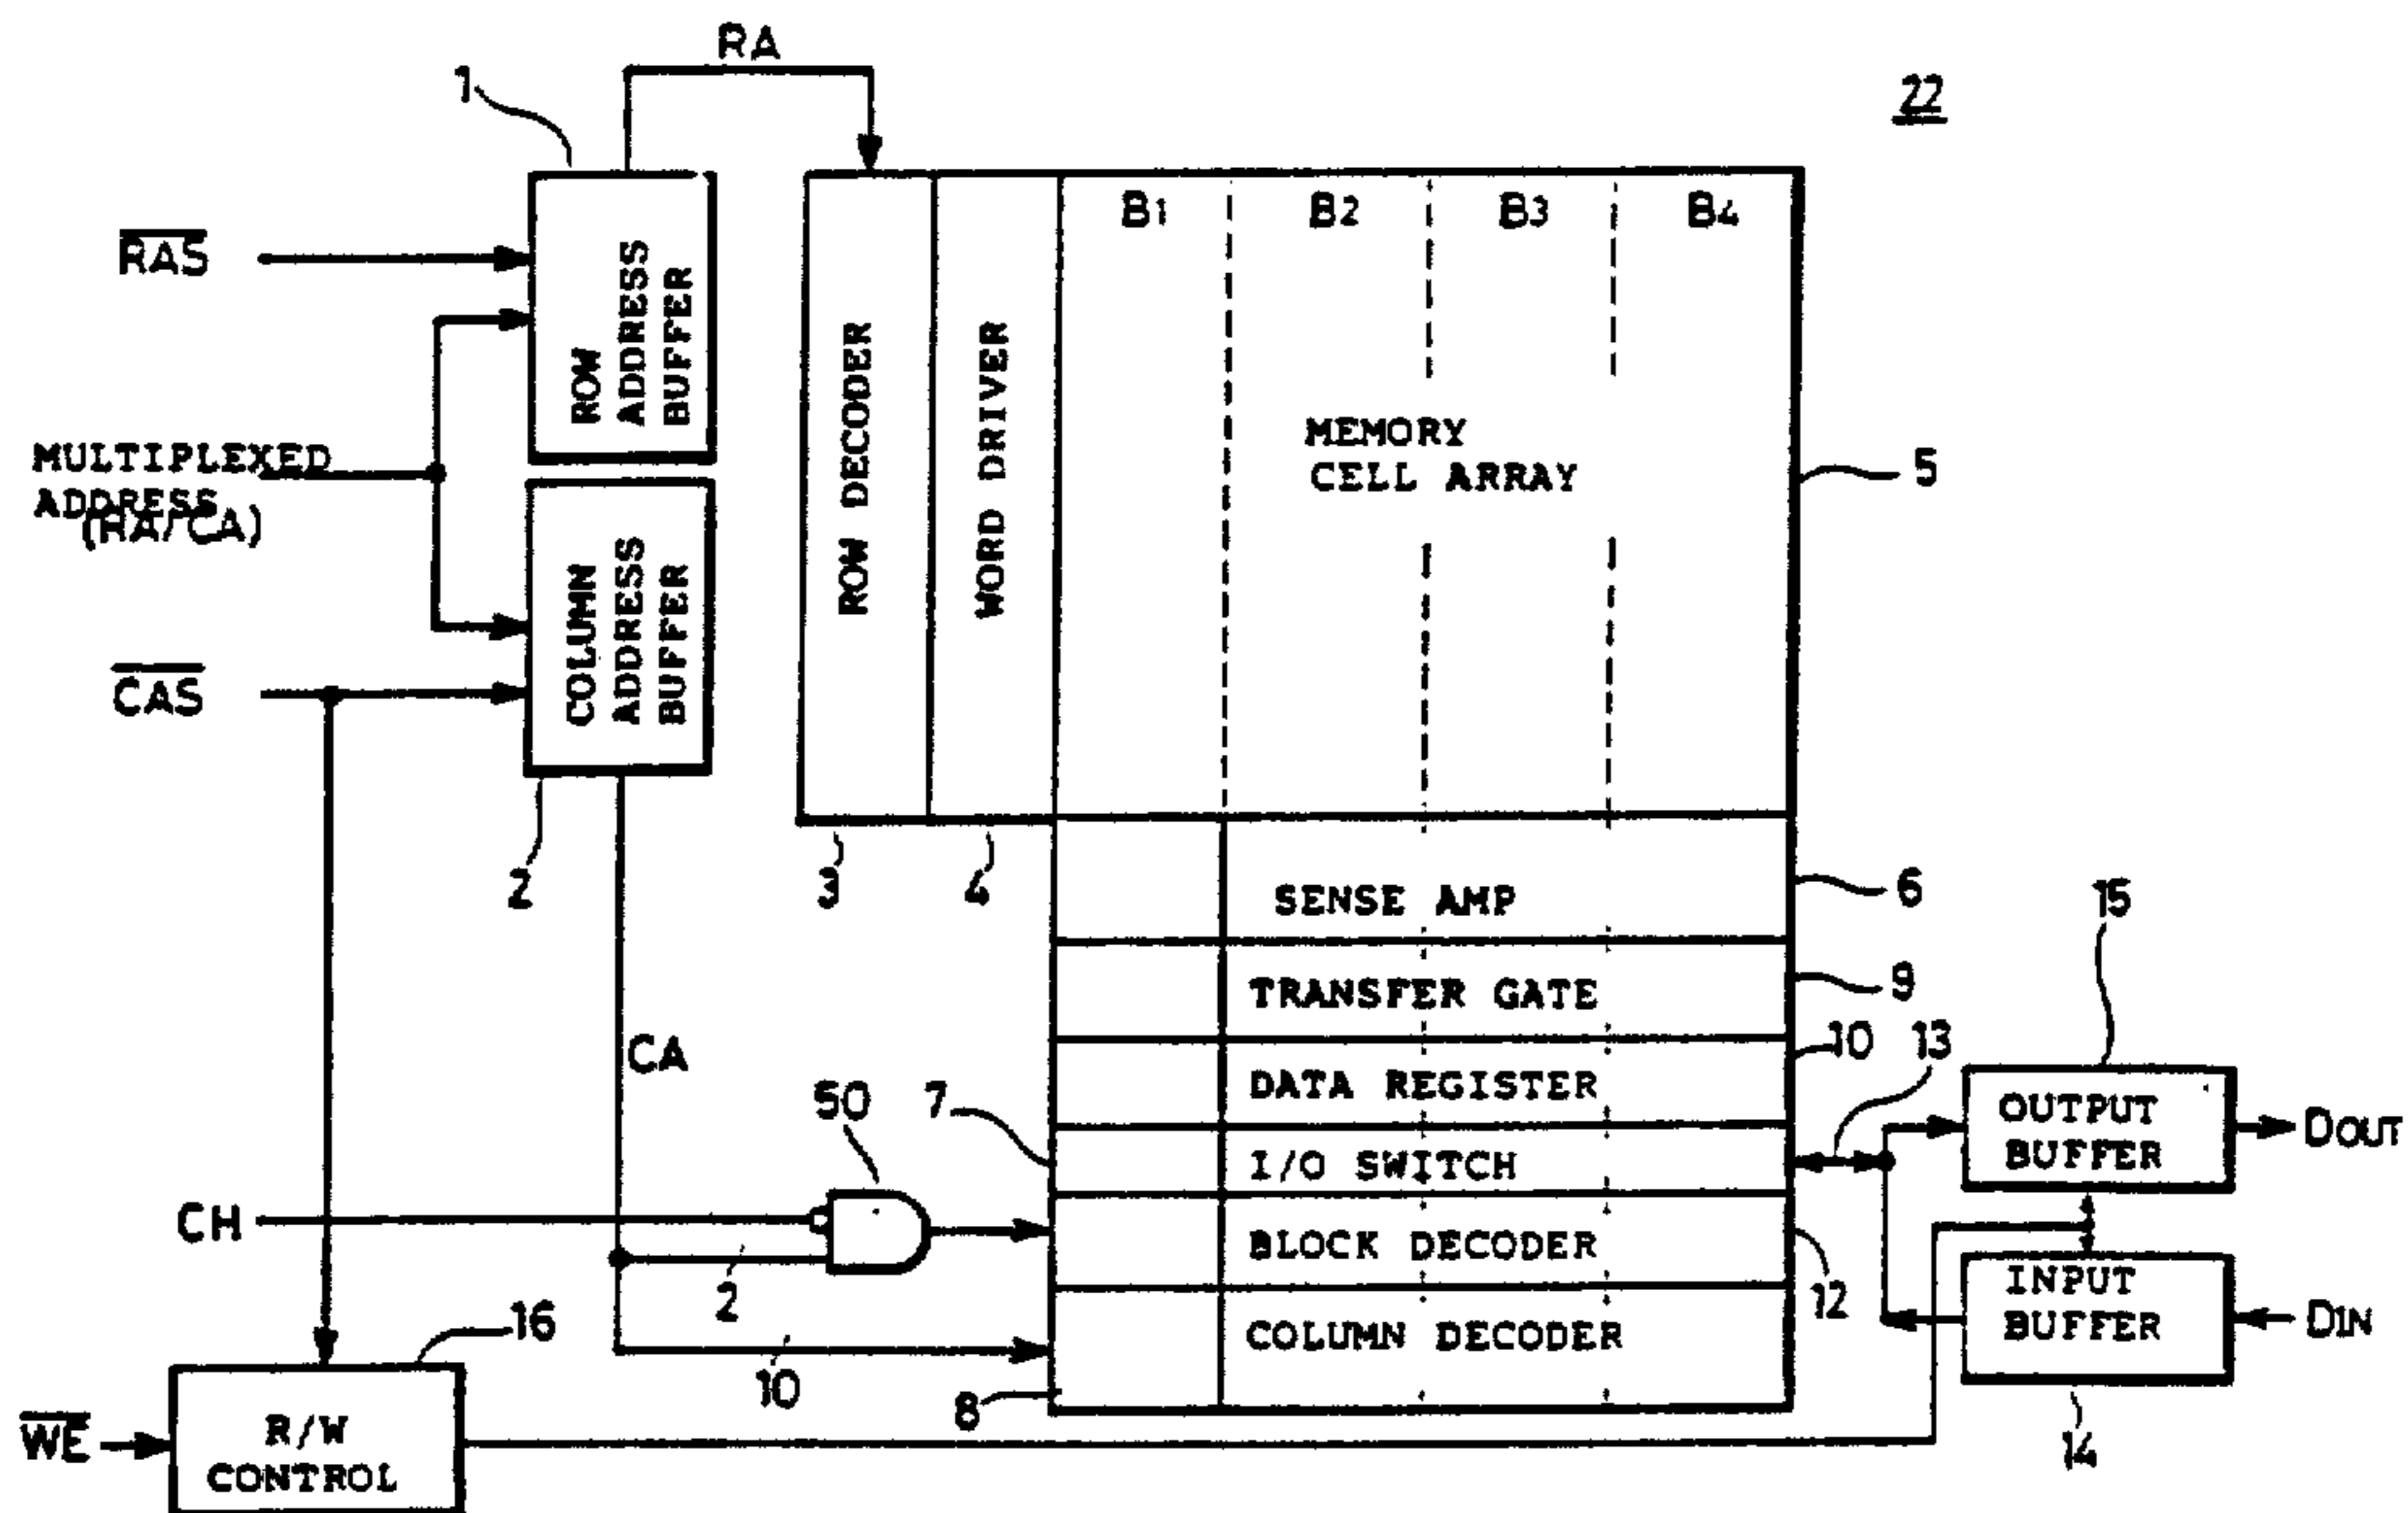 RA
1
22
B1 B2 B3 B4
RAS
ROW
ADDRESS
BUFFER
MULTIPLEXED
ADDRESS
(RA/CA)
ROW DECODER
WORD DRIVER
MEMORY
CELL ARRAY
5
COLUMN
ADDRESS
BUFFER
CAS
2
3
4
SENSE AMP
6
15
TRANSFER GATE
9
10
13
CA
50
7
DATA REGISTER
OUTPUT
BUFFER
DOUT
I/O SWITCH
CH
BLOCK DECODER
2
12
INPUT
BUFFER
DIN
16
COLUMN DECODER
10
8
14
WE
R/W
CONTROL